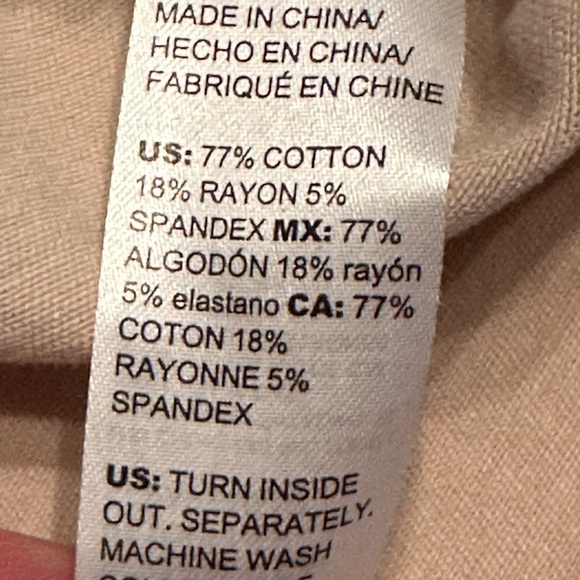 MADE IN CHINA/
HECHO EN CHINA/
FABRIQUÉ EN CHINE
US: 77% COTTON
18% RAYON 5%
SPANDEX MX: 77%
ALGODÓN 18% rayón
5% elastano CA: 77%
COTON 18%
RAYONNE 5%
SPANDEX
US: TURN INSIDE
OUT. SEPARATELY.
MACHINE WASH